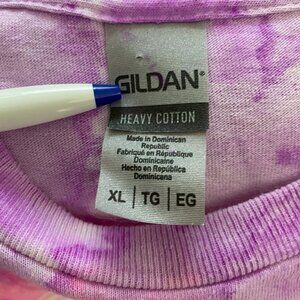 GILDAN®
HEAVY COTTON
Made in Dominican
Republic
Fabriqué en République
Dominicaine
Hecho en República
Dominicana
XL | TG | EG